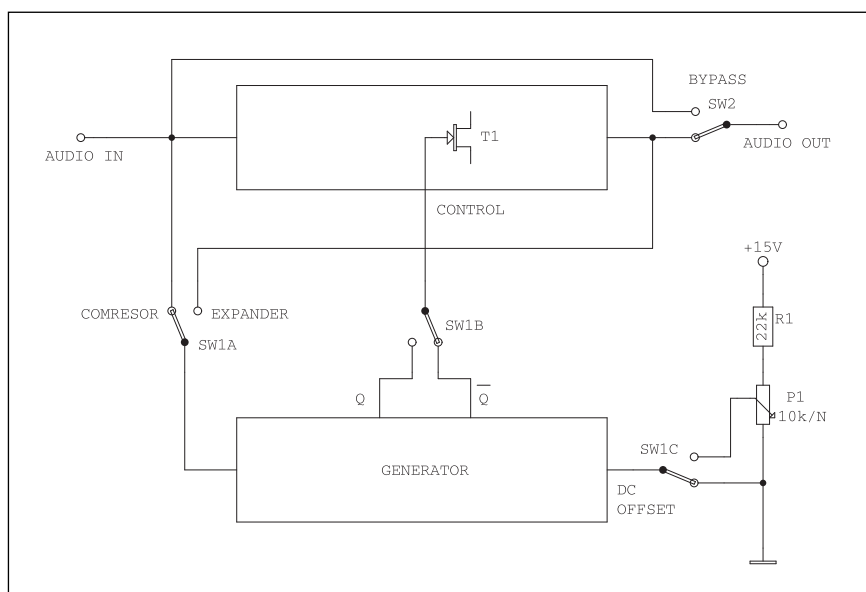 BYPASS
SW2
AUDIO IN
T1
AUDIO OUT
CONTROL
+15V
COMRESOR
EXPANDER
SW1A
SW1B
22k
R1
Q
Q̅
P1
10k/N
GENERATOR
SW1C
DC
OFFSET